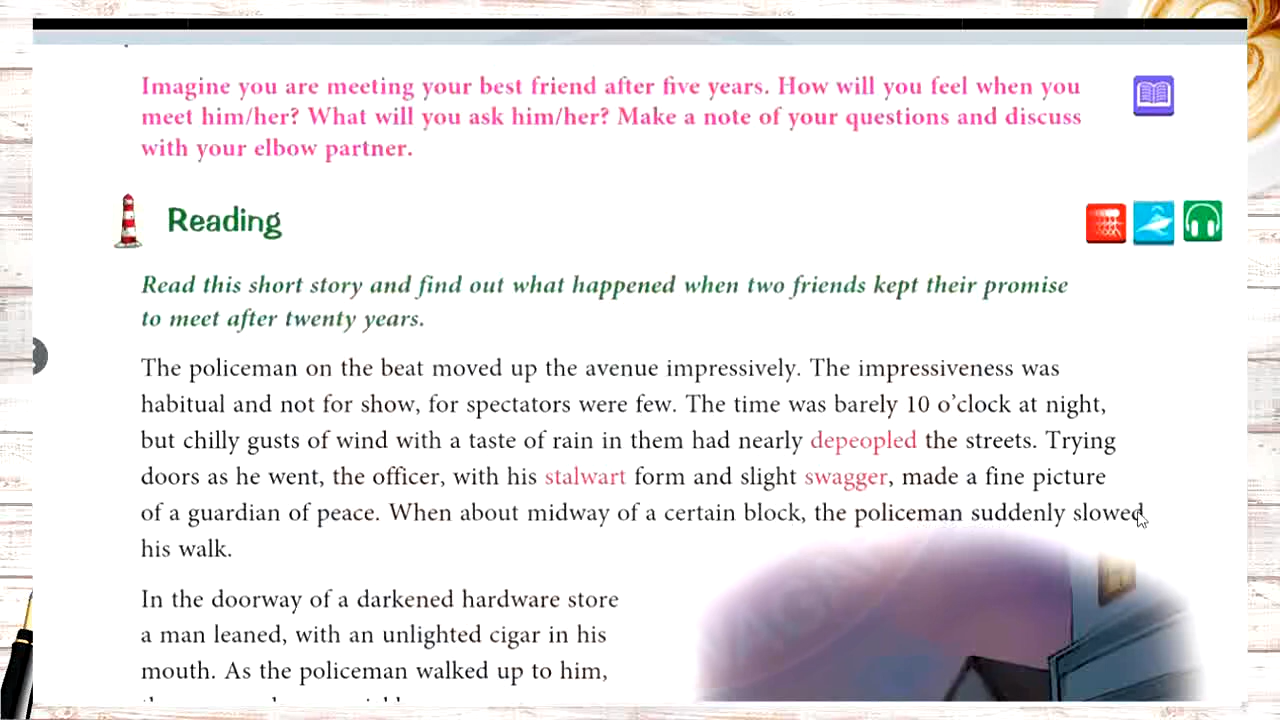 Imagine you are meeting your best friend after five years. How will you feel when you
meet him/her? What will you ask him/her? Make a note of your questions and discuss
with your elbow partner.
Reading
Read this short story and find out what happened when two friends kept their promise
to meet after twenty years.
The policeman on the beat moved up the avenue impressively. The impressiveness was
habitual and not for show, for spectators were few. The time was barely 10 o’clock at night,
but chilly gusts of wind with a taste of rain in them had nearly depeopled the streets. Trying
doors as he went, the officer, with his stalwart form and slight swagger, made a fine picture
of a guardian of peace. When about midway of a certain block, the policeman suddenly slowed
his walk.
In the doorway of a darkened hardware store
a man leaned, with an unlighted cigar in his
mouth. As the policeman walked up to him,